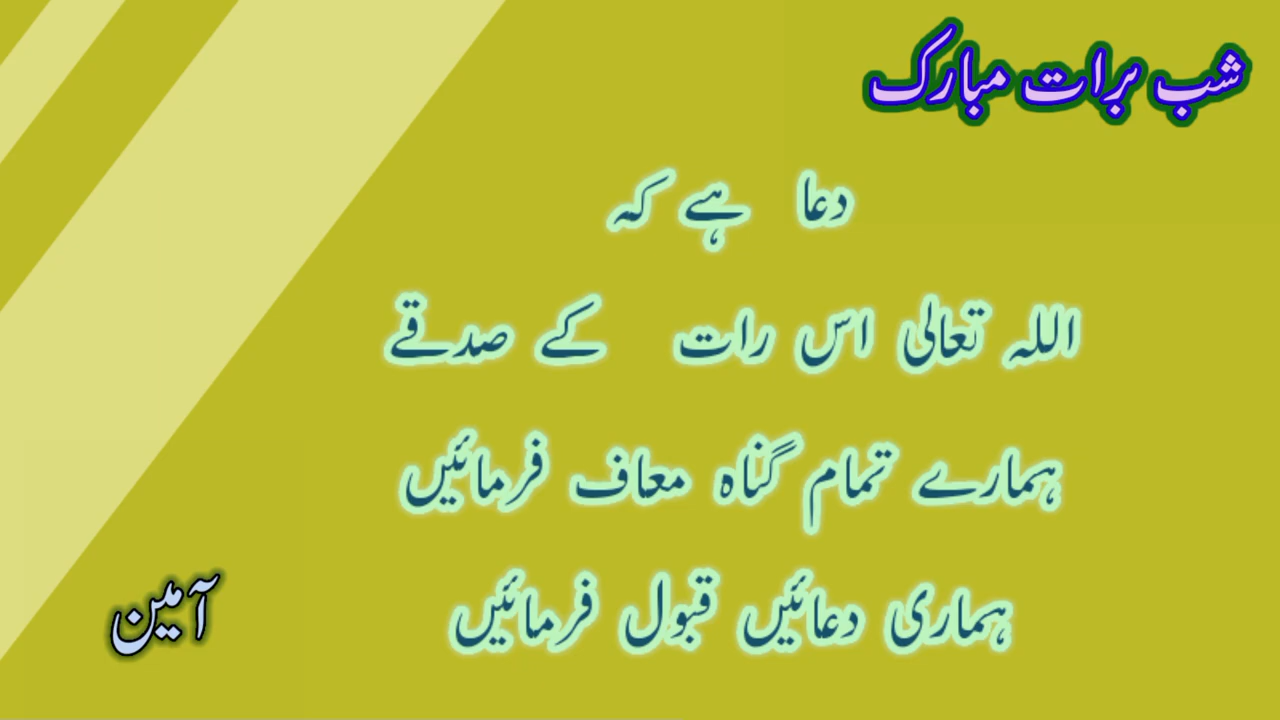 شب برات مبارک
دعا ہے کہ
اللہ تعالی اس رات کے صدقے
ہمارے تمام گناہ معاف فرمائیں
ہماری دعائیں قبول فرمائیں
آمین